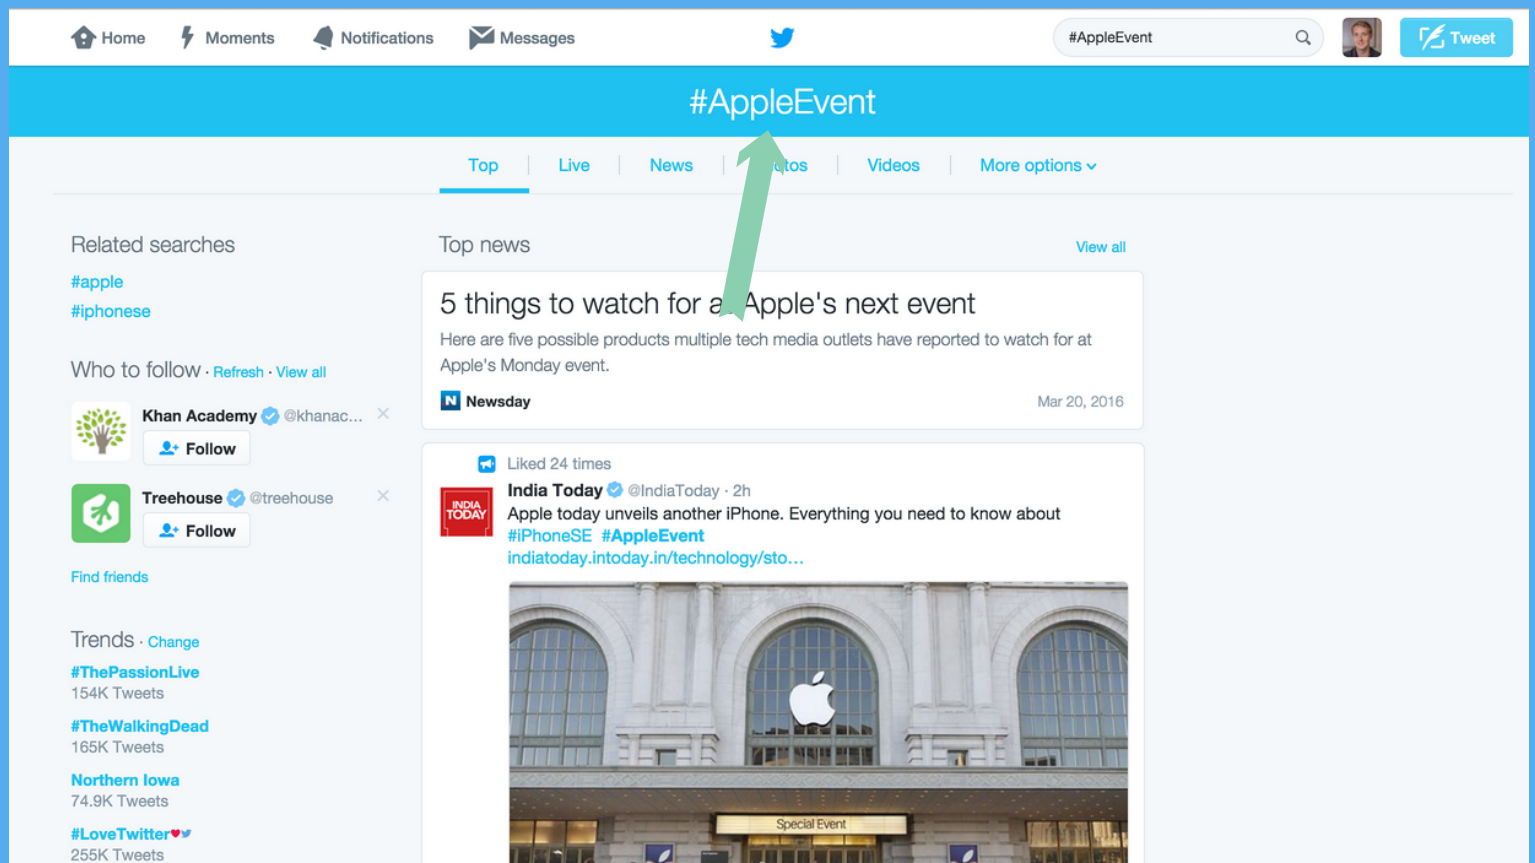 Home
Moments
Notifications
Messages
#AppleEvent
Tweet
#AppleEvent
Top
Live
News
Videos
More options
Related searches
#apple
#iphonese
Who to follow · Refresh · View all
Khan Academy @khanac...
Follow
Treehouse @treehouse
Follow
Find friends
Trends · Change
#ThePassionLive
154K Tweets
#TheWalkingDead
165K Tweets
Northern Iowa
74.9K Tweets
#LoveTwitter
255K Tweets
Top news
View all
5 things to watch for at Apple's next event
Here are five possible products multiple tech media outlets have reported to watch for at
Apple's Monday event.
N Newsday
Mar 20, 2016
Liked 24 times
India Today @IndiaToday · 2h
INDIA
TODAY
Apple today unveils another iPhone. Everything you need to know about
#iPhoneSE #AppleEvent
indiatoday.intoday.in/technology/sto...
Special Event